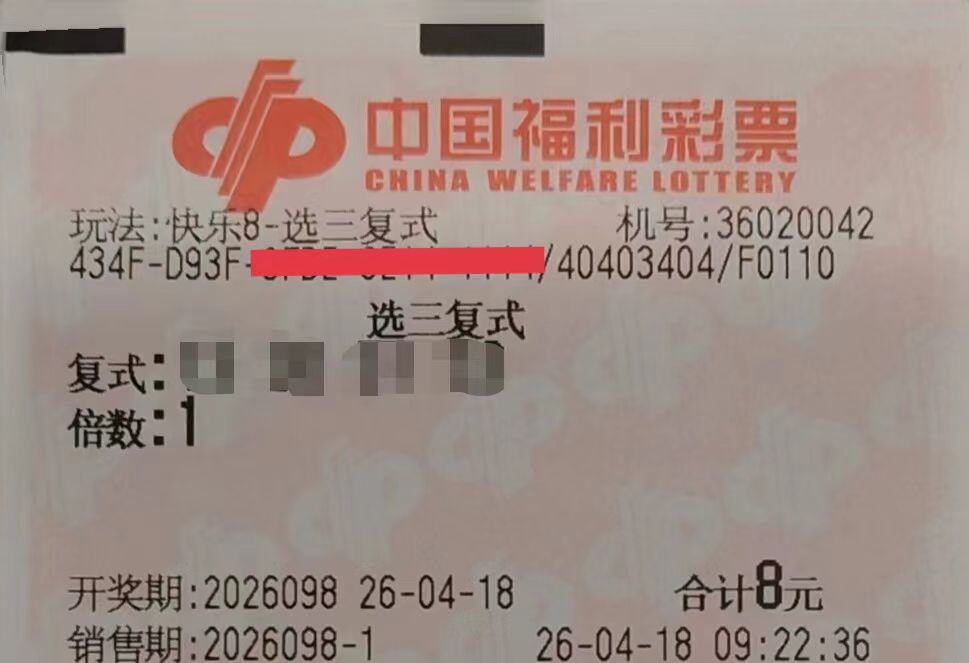 中国福利彩票
CHINA WELFARE LOTTERY
玩法:快乐8-选三复式 机号:36020042
434F-D93F- /40403404/F0110
选三复式
复式:
倍数:1
开奖期:2026098 26-04-18 合计8元
销售期:2026098-1 26-04-18 09:22:36